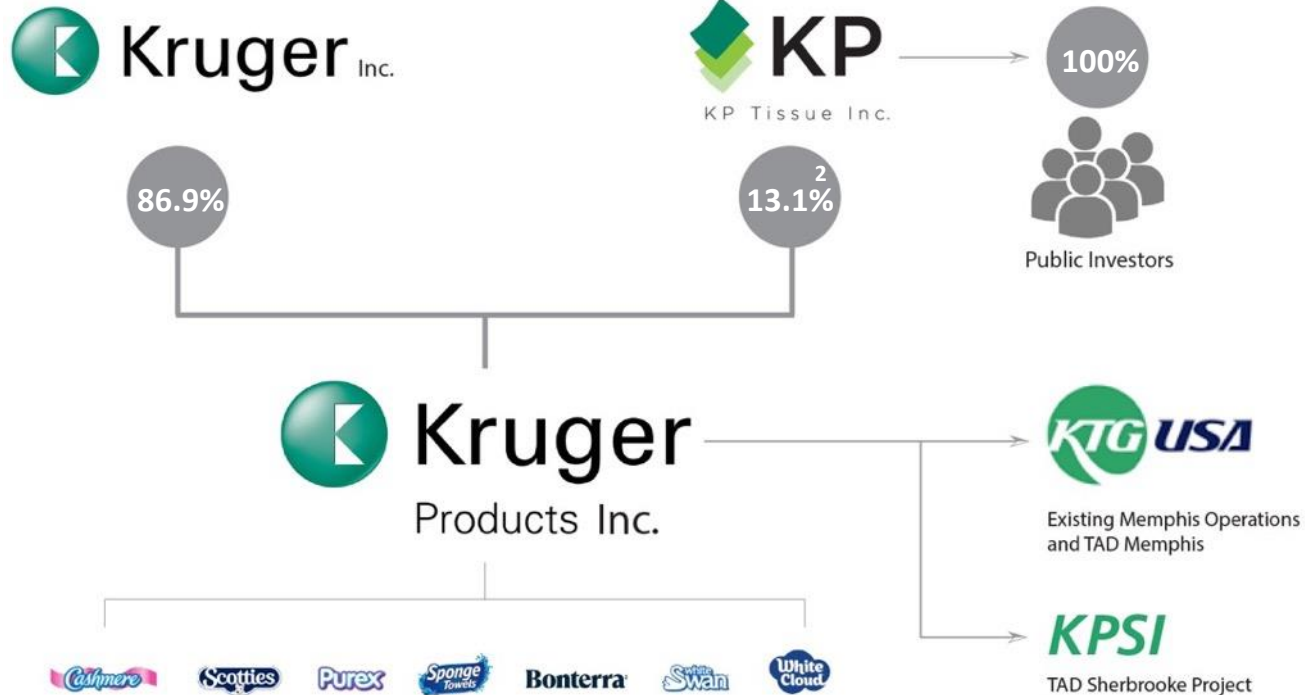 Kruger Inc.
KP
KP Tissue Inc.
100%
86.9%
13.1%²
Public Investors
Kruger
Products Inc.
KTG USA
Existing Memphis Operations
and TAD Memphis
Cashmere
Scotties
Purex
Sponge
Towels
Bonterra
White
Swan
White
Cloud
KPSI
TAD Sherbrooke Project